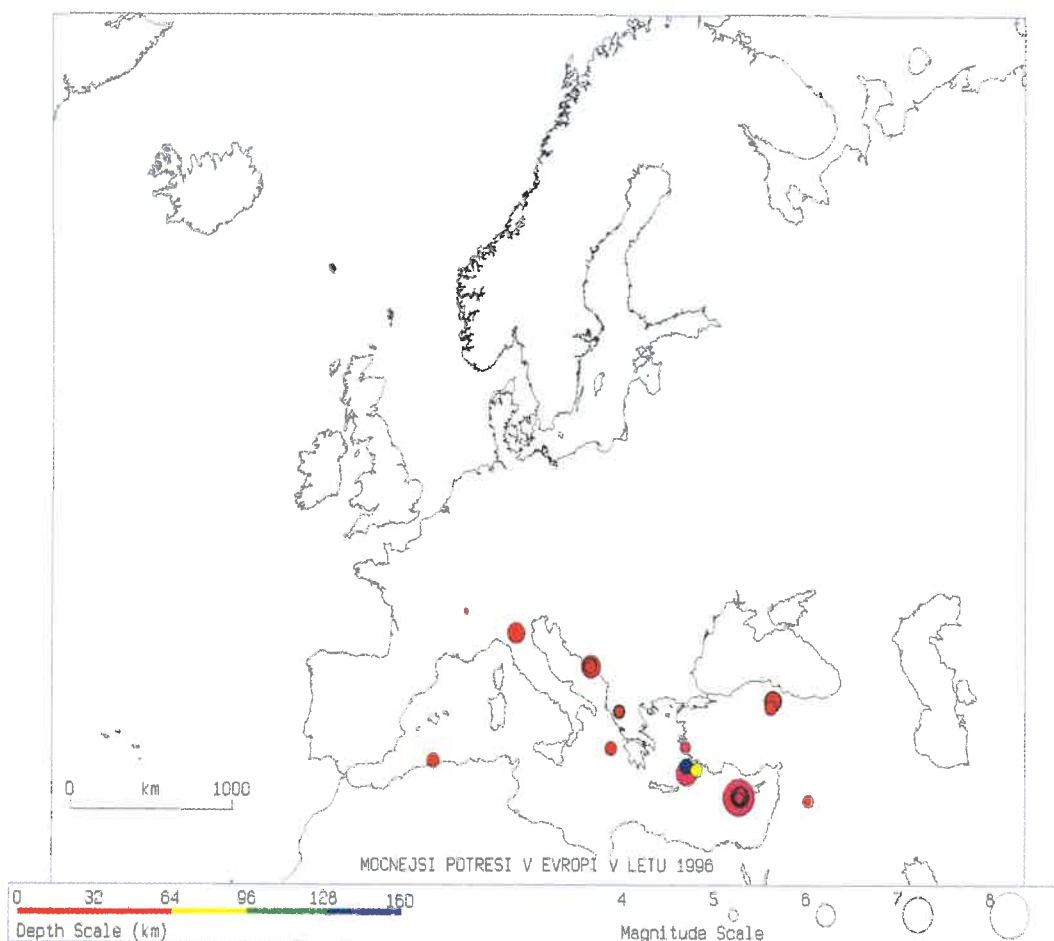 0 km 1000
MOCNEJSI POTRESI V EVROPI V LETU 1996
0 32 64 96 128 160
4 5 6 7 8
Depth Scale (km)
Magnitude Scale